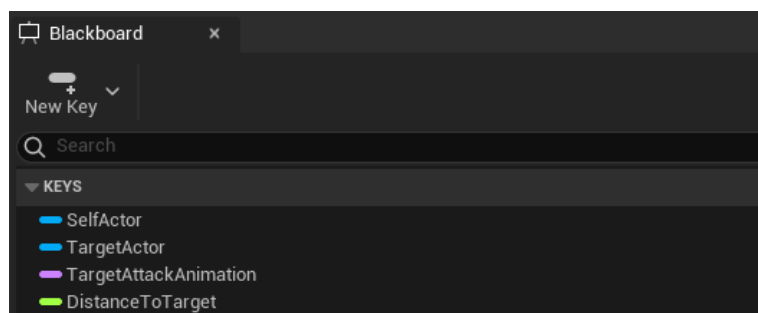 Blackboard
New Key
Search
KEYS
SelfActor
TargetActor
TargetAttackAnimation
DistanceToTarget